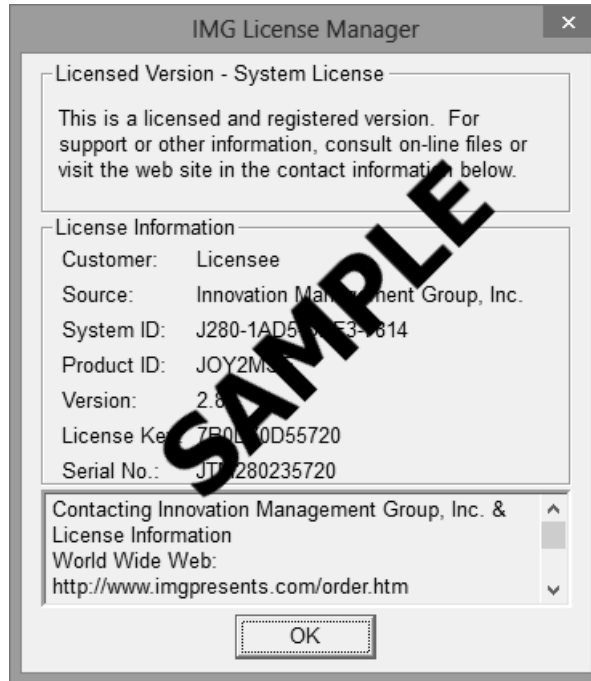 IMG License Manager
Licensed Version - System License
This is a licensed and registered version. For
support or other information, consult on-line files or
visit the web site in the contact information below.
License Information
Customer: Licensee
Source: Innovation Management Group, Inc.
System ID:
Product ID:
Version:
License Key:
Serial No.:
SAMPLE
Contacting Innovation Management Group, Inc. &
License Information
World Wide Web:
http://www.imgpresents.com/order.htm
OK